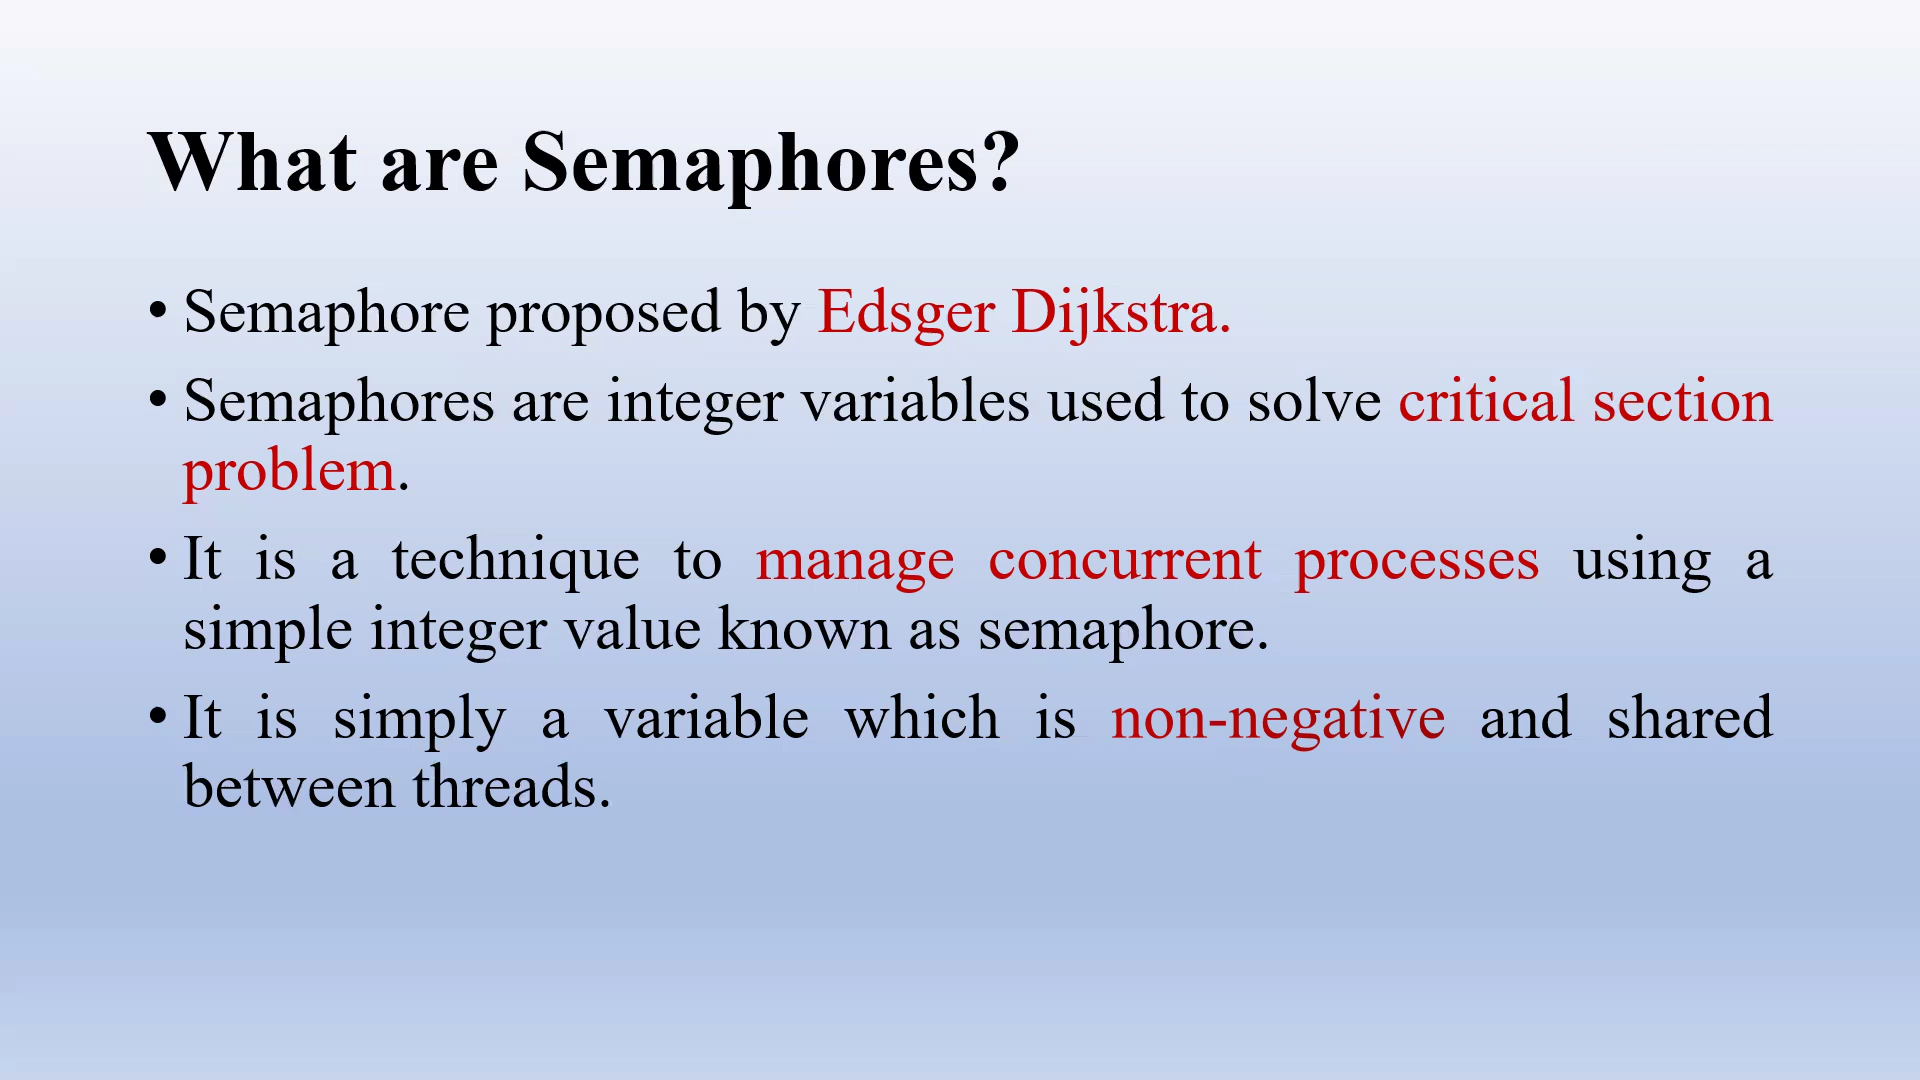 What are Semaphores?
• Semaphore proposed by Edsger Dijkstra.
• Semaphores are integer variables used to solve critical section
problem.
• It is a technique to manage concurrent processes using a
simple integer value known as semaphore.
• It is simply a variable which is non-negative and shared
between threads.